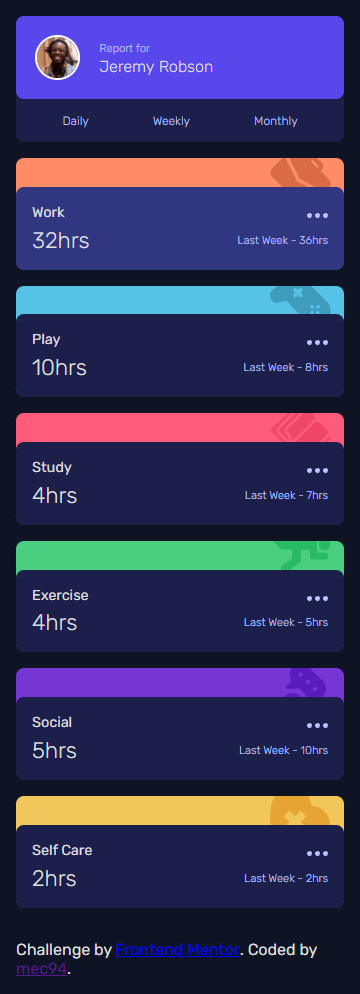 Report for
Jeremy Robson
Daily Weekly Monthly
Work
32hrs Last Week - 36hrs
Play
10hrs Last Week - 8hrs
Study
4hrs Last Week - 7hrs
Exercise
4hrs Last Week - 5hrs
Social
5hrs Last Week - 10hrs
Self Care
2hrs Last Week - 2hrs
Challenge by Frontend Mentor. Coded by
mec94.